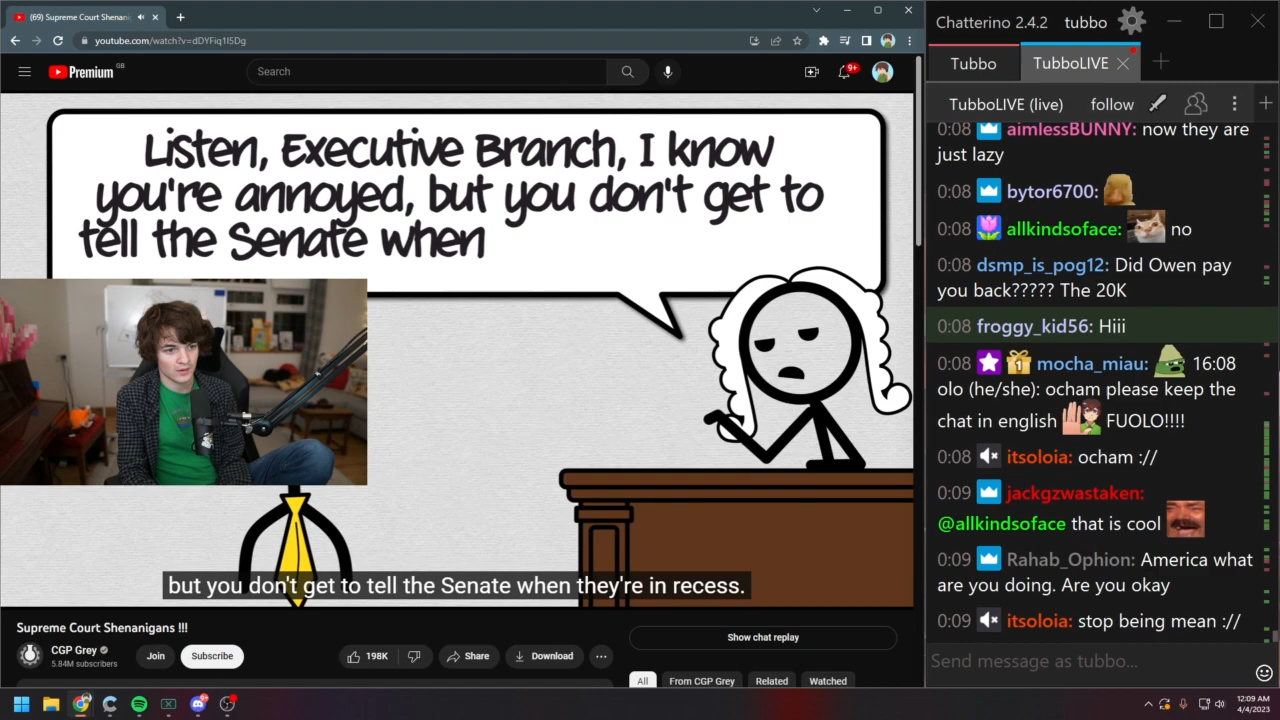 (69) Supreme Court Shenani
youtube.com/watch?v=dDYFiq1l5Dg
Premium
GB
Search
9+
Listen, Executive Branch, I know
you're annoyed, but you don't get to
tell the Senate when
but you don't get to tell the Senate when they're in recess.
Supreme Court Shenanigans !!!
CGP Grey
5.84M subscribers
Join
Subscribe
198K
Share
Download
Show chat replay
All
From CGP Grey
Related
Watched
Chatterino 2.4.2
tubbo
Tubbo
TubboLIVE
TubboLIVE (live)
follow
0:08 aimlessBUNNY: now they are
just lazy
0:08 bytor6700:
0:08 allkindsoface: no
0:08 dsmp_is_pog12: Did Owen pay
you back????? The 20K
0:08 froggy_kid56: Hiii
0:08 mocha_miau: 16:08
olo (he/she): ocham please keep the
chat in english FUOLO!!!!
0:08 itsoloia: ocham ://
0:09 jackgzwastaken:
@allkindsoface that is cool
0:09 Rahab_Ophion: America what
are you doing. Are you okay
0:09 itsoloia: stop being mean ://
Send message as tubbo...
12:09 AM
4/4/2023